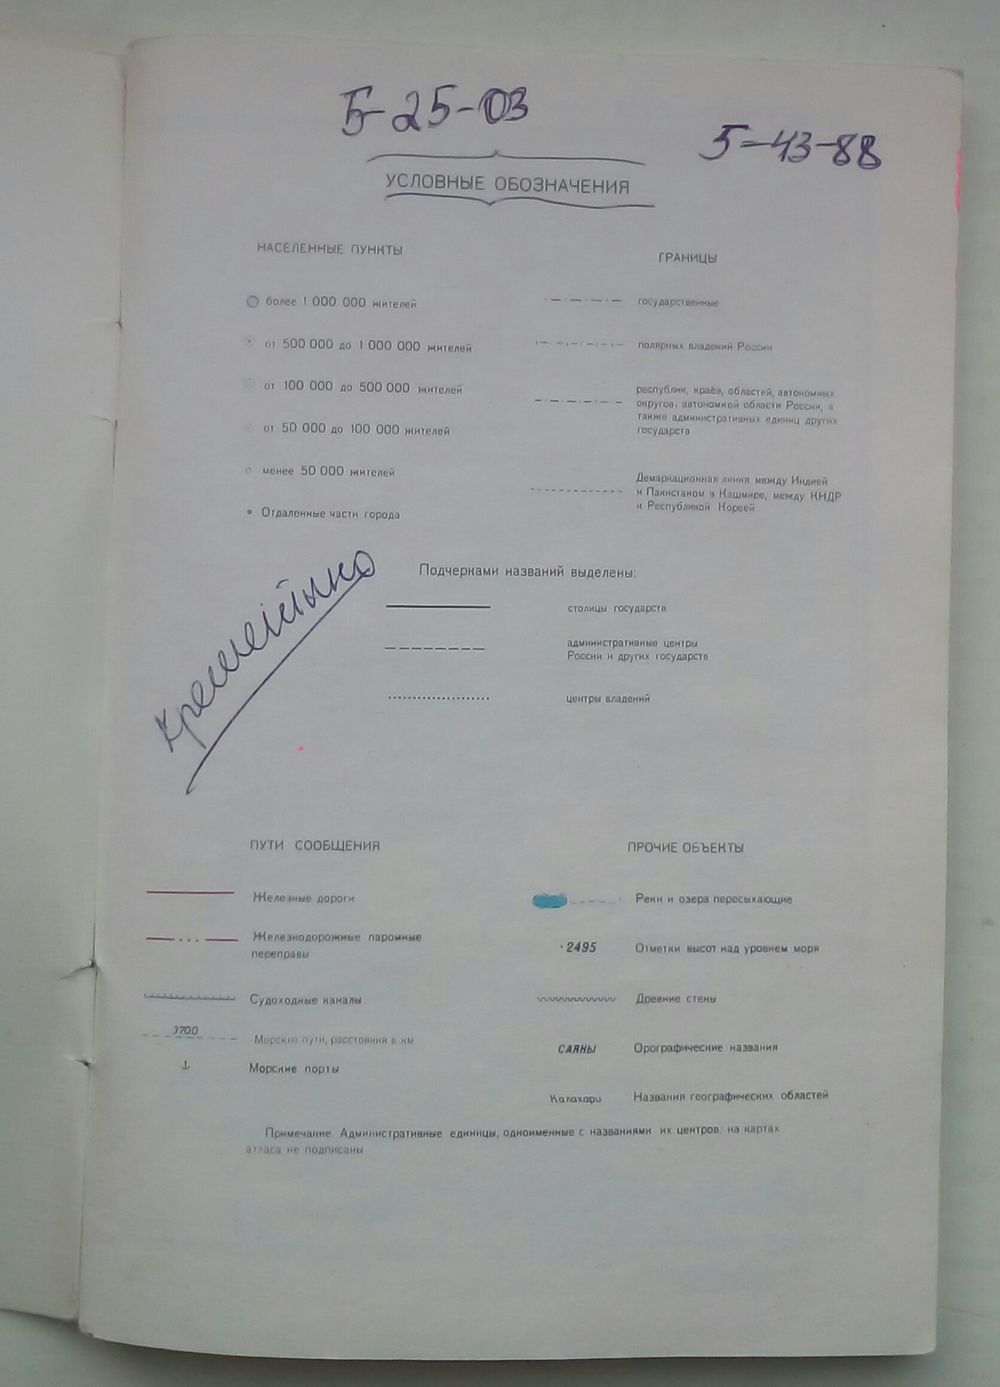 5-25-03
5-43-88
УСЛОВНЫЕ ОБОЗНАЧЕНИЯ
НАСЕЛЕННЫЕ ПУНКТЫ
более 1 000 000 жителей
от 500 000 до 1 000 000 жителей
от 100 000 до 500 000 жителей
от 50 000 до 100 000 жителей
менее 50 000 жителей
Отдаленные части города
ГРАНИЦЫ
государственные
полярных владений России
республик, краёв, областей, автономных
округов, автономной области России, а
также административных единиц других
государств
Демаркационная линия между Индией
и Пакистаном в Кашмире, между КНДР
и Республикой Корeей
Подчерками названий выделены:
столицы государств
административные центры
России и других государств
центры владений
ПУТИ СООБЩЕНИЯ
Железные дороги
Железнодорожные паромные
переправы
Судоходные каналы
3700 Морские пути, расстояния в км
Морские порты
ПРОЧИЕ ОБЪЕКТЫ
Реки и озера пересыхающие
·2495 Отметки высот над уровнем моря
Древние стены
САЯНЫ Орографические названия
Калахари Названия географических областей
Примечание. Административные единицы, одноименные с названиями их центров, на картах
атласа не подписаны